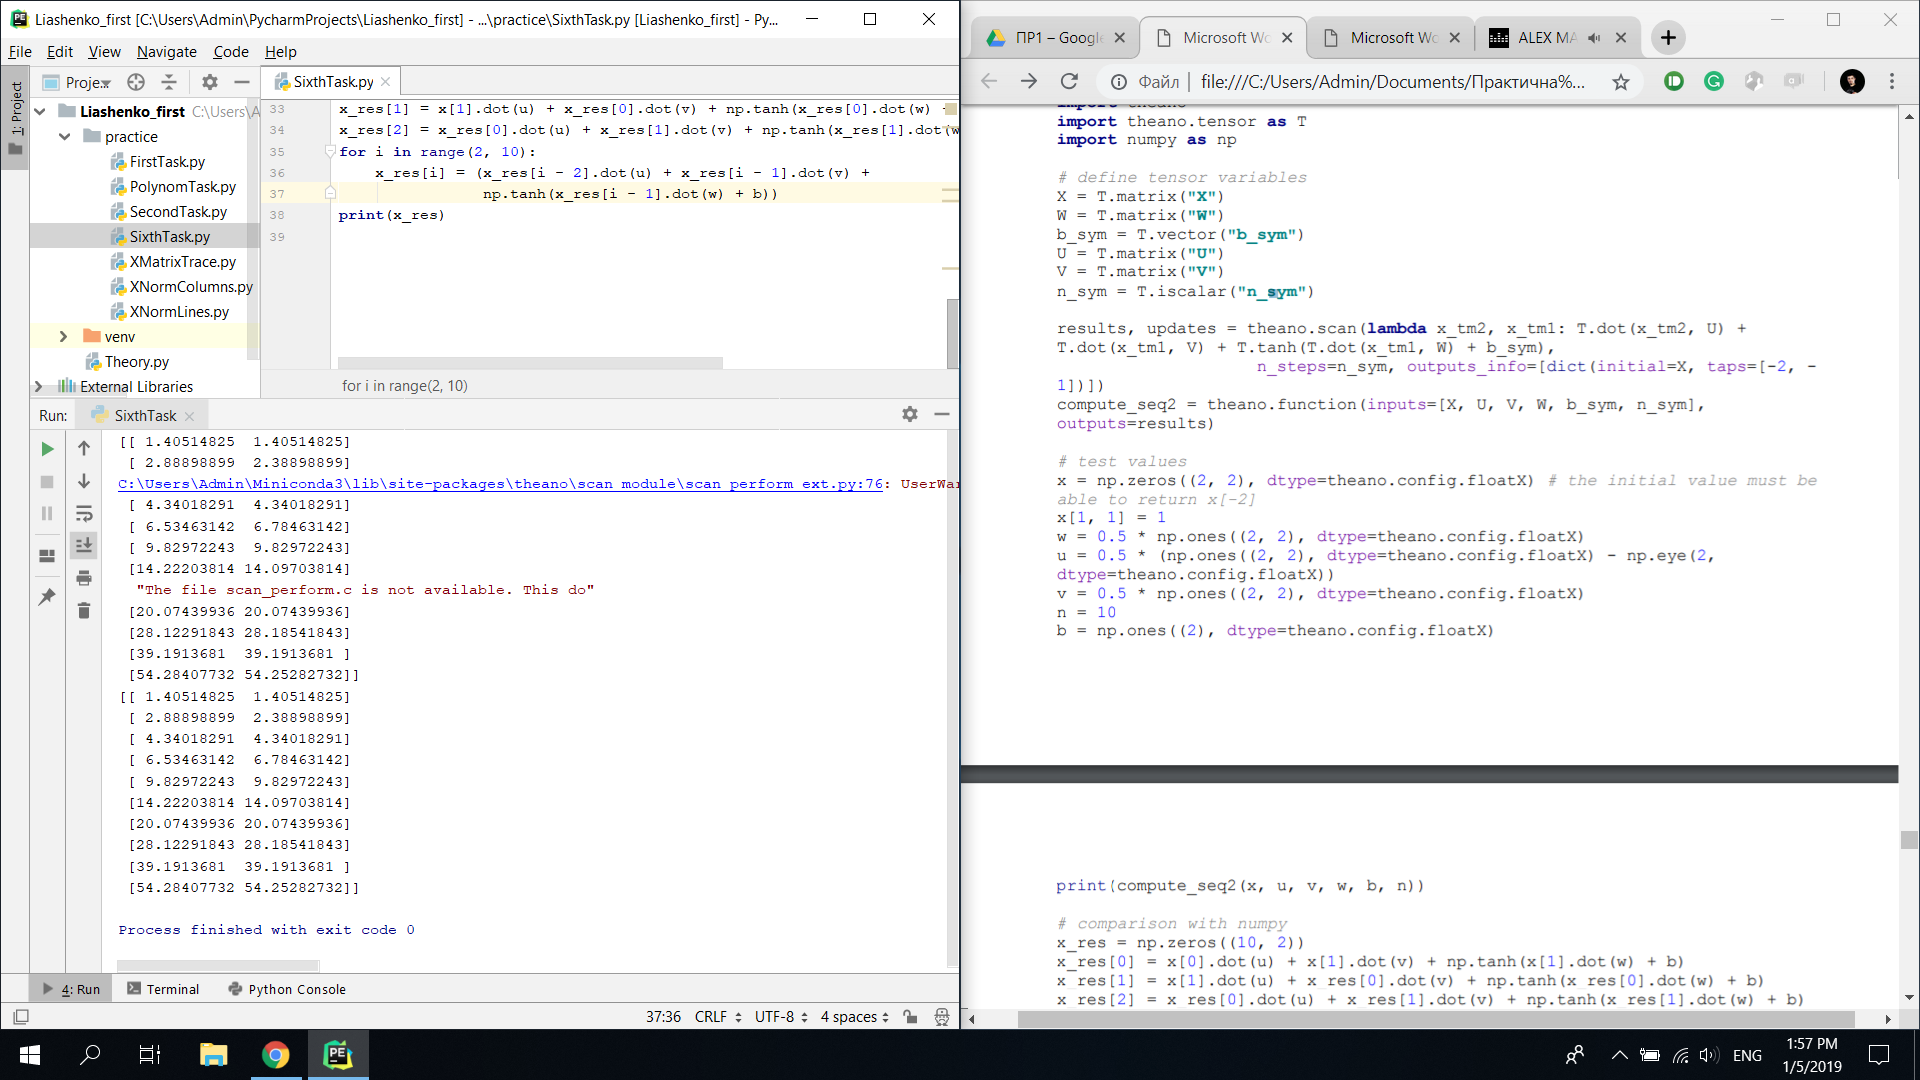 Liashenko_first [C:\Users\Admin\PycharmProjects\Liashenko_first] - ...\practice\SixthTask.py [Liashenko_first] - Py...
File Edit View Navigate Code Help
1: Project
Proje
SixthTask.py
Liashenko_first C:\Users\A
practice
FirstTask.py
PolynomTask.py
SecondTask.py
SixthTask.py
XMatrixTrace.py
XNormColumns.py
XNormLines.py
venv
Theory.py
External Libraries
33 x_res[1] = x[1].dot(u) + x_res[0].dot(v) + np.tanh(x_res[0].dot(w)
34 x_res[2] = x_res[0].dot(u) + x_res[1].dot(v) + np.tanh(x_res[1].dot(w
35 for i in range(2, 10):
36 x_res[i] = (x_res[i - 2].dot(u) + x_res[i - 1].dot(v) +
37 np.tanh(x_res[i - 1].dot(w) + b))
38 print(x_res)
39
for i in range(2, 10)
Run: SixthTask
[[ 1.40514825 1.40514825]
[ 2.88898899 2.38898899]
C:\Users\Admin\Miniconda3\lib\site-packages\theano\scan_module\scan_perform_ext.py:76: UserWar
[ 4.34018291 4.34018291]
[ 6.53463142 6.78463142]
[ 9.82972243 9.82972243]
[14.22203814 14.09703814]
"The file scan_perform.c is not available. This do"
[20.07439936 20.07439936]
[28.12291843 28.18541843]
[39.1913681 39.1913681 ]
[54.28407732 54.25282732]]
[[ 1.40514825 1.40514825]
[ 2.88898899 2.38898899]
[ 4.34018291 4.34018291]
[ 6.53463142 6.78463142]
[ 9.82972243 9.82972243]
[14.22203814 14.09703814]
[20.07439936 20.07439936]
[28.12291843 28.18541843]
[39.1913681 39.1913681 ]
[54.28407732 54.25282732]]
Process finished with exit code 0
4: Run Terminal Python Console
37:36 CRLF UTF-8 4 spaces
ПР1 – Google Microsoft Wo Microsoft Wo ALEX MA
Файл | file:///C:/Users/Admin/Documents/Практична%...
import theano
import theano.tensor as T
import numpy as np
# define tensor variables
X = T.matrix("X")
W = T.matrix("W")
b_sym = T.vector("b_sym")
U = T.matrix("U")
V = T.matrix("V")
n_sym = T.iscalar("n_sym")
results, updates = theano.scan(lambda x_tm2, x_tm1: T.dot(x_tm2, U) +
T.dot(x_tm1, V) + T.tanh(T.dot(x_tm1, W) + b_sym),
n_steps=n_sym, outputs_info=[dict(initial=X, taps=[-2, -
1])])
compute_seq2 = theano.function(inputs=[X, U, V, W, b_sym, n_sym],
outputs=results)
# test values
x = np.zeros((2, 2), dtype=theano.config.floatX) # the initial value must be
able to return x[-2]
x[1, 1] = 1
w = 0.5 * np.ones((2, 2), dtype=theano.config.floatX)
u = 0.5 * (np.ones((2, 2), dtype=theano.config.floatX) - np.eye(2,
dtype=theano.config.floatX))
v = 0.5 * np.ones((2, 2), dtype=theano.config.floatX)
n = 10
b = np.ones((2), dtype=theano.config.floatX)
print(compute_seq2(x, u, v, w, b, n))
# comparison with numpy
x_res = np.zeros((10, 2))
x_res[0] = x[0].dot(u) + x[1].dot(v) + np.tanh(x[1].dot(w) + b)
x_res[1] = x[1].dot(u) + x_res[0].dot(v) + np.tanh(x_res[0].dot(w) + b)
x_res[2] = x_res[0].dot(u) + x_res[1].dot(v) + np.tanh(x_res[1].dot(w) + b)
ENG
1:57 PM
1/5/2019